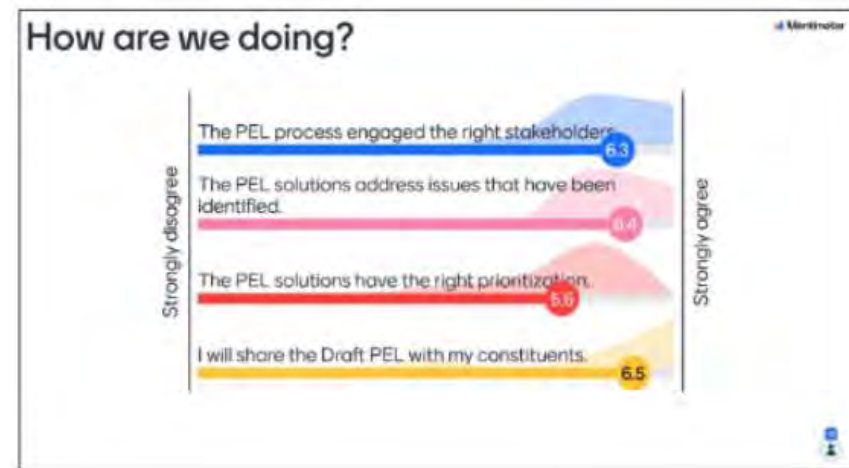 How are we doing?
Mentimeter
The PEL process engaged the right stakeholders.
6.3
The PEL solutions address issues that have been
identified.
6.4
The PEL solutions have the right prioritization.
5.6
I will share the Draft PEL with my constituents.
6.5
Strongly disagree
Strongly agree